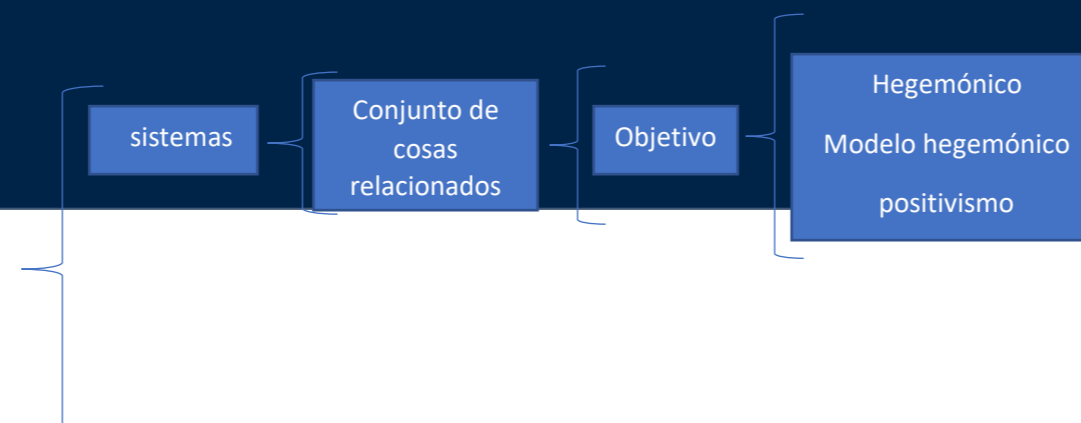 sistemas
Conjunto de
cosas
relacionados
Objetivo
Hegemónico
Modelo hegemónico
positivismo